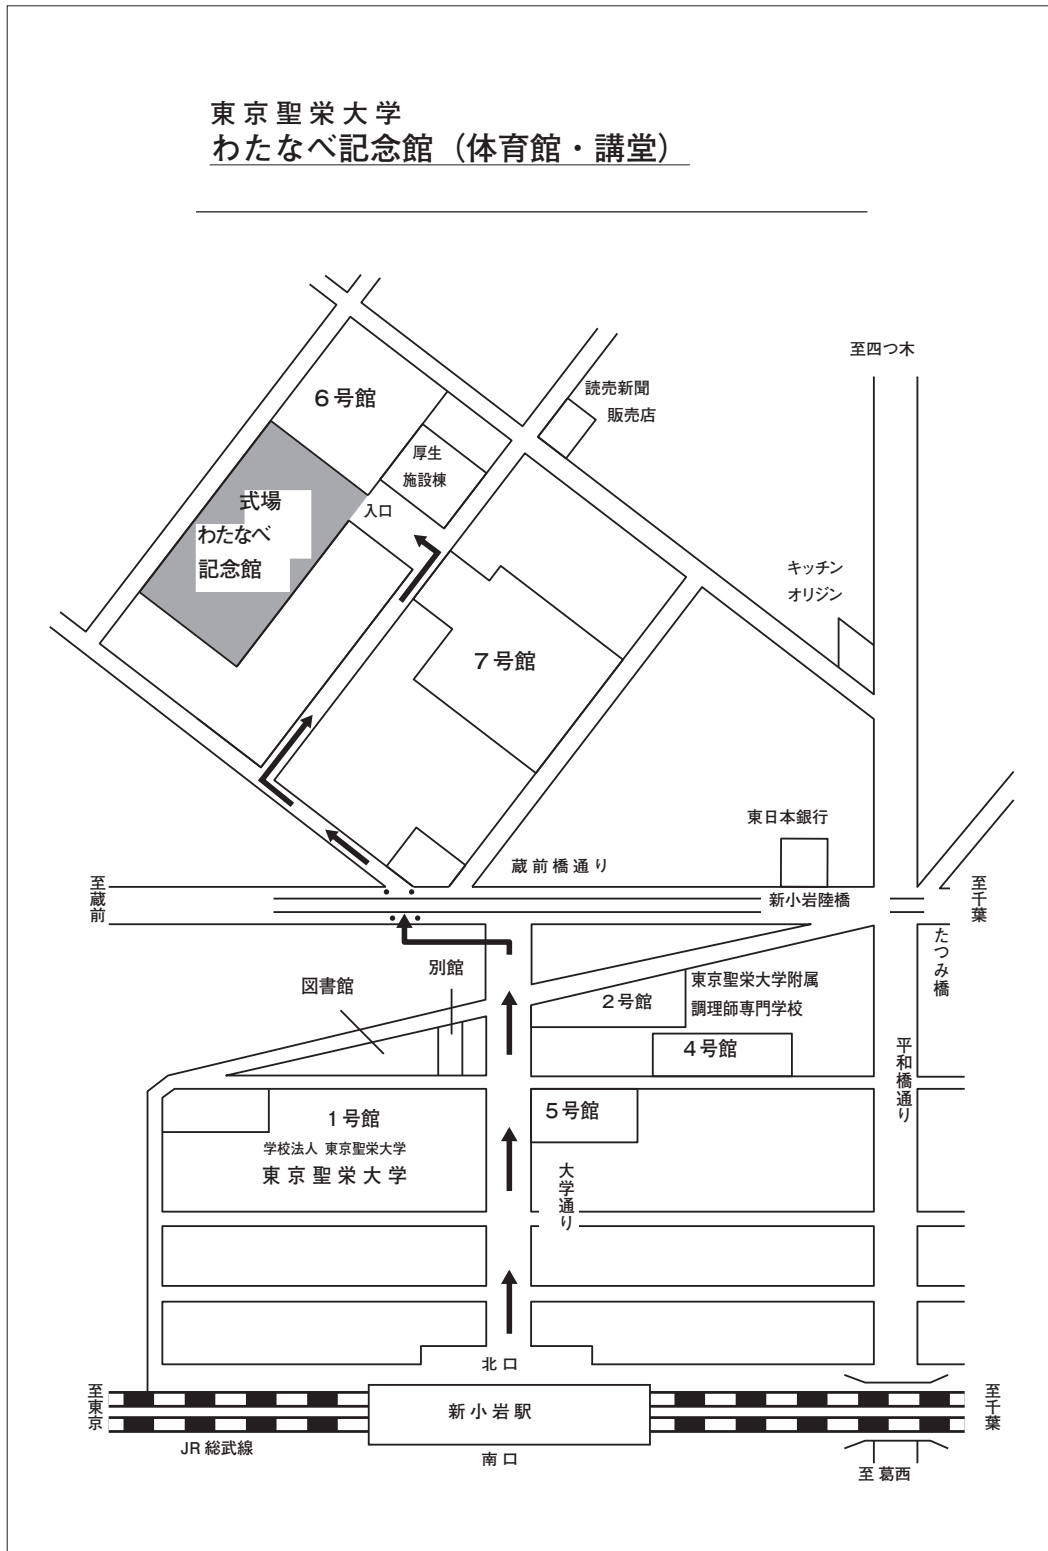 東京聖栄大学
わたなべ記念館（体育館・講堂）
至四つ木
読売新聞
販売店
6号館
厚生
施設棟
入口
式場
わたなべ
記念館
キッチン
オリジン
7号館
東日本銀行
蔵前橋通り
至蔵前
新小岩陸橋
至千葉
たつみ橋
別館
図書館
2号館
東京聖栄大学附属
調理師専門学校
4号館
平和橋通り
1号館
5号館
学校法人 東京聖栄大学
東京聖栄大学
大学通り
北口
至東京
新小岩駅
至千葉
JR総武線
南口
至葛西